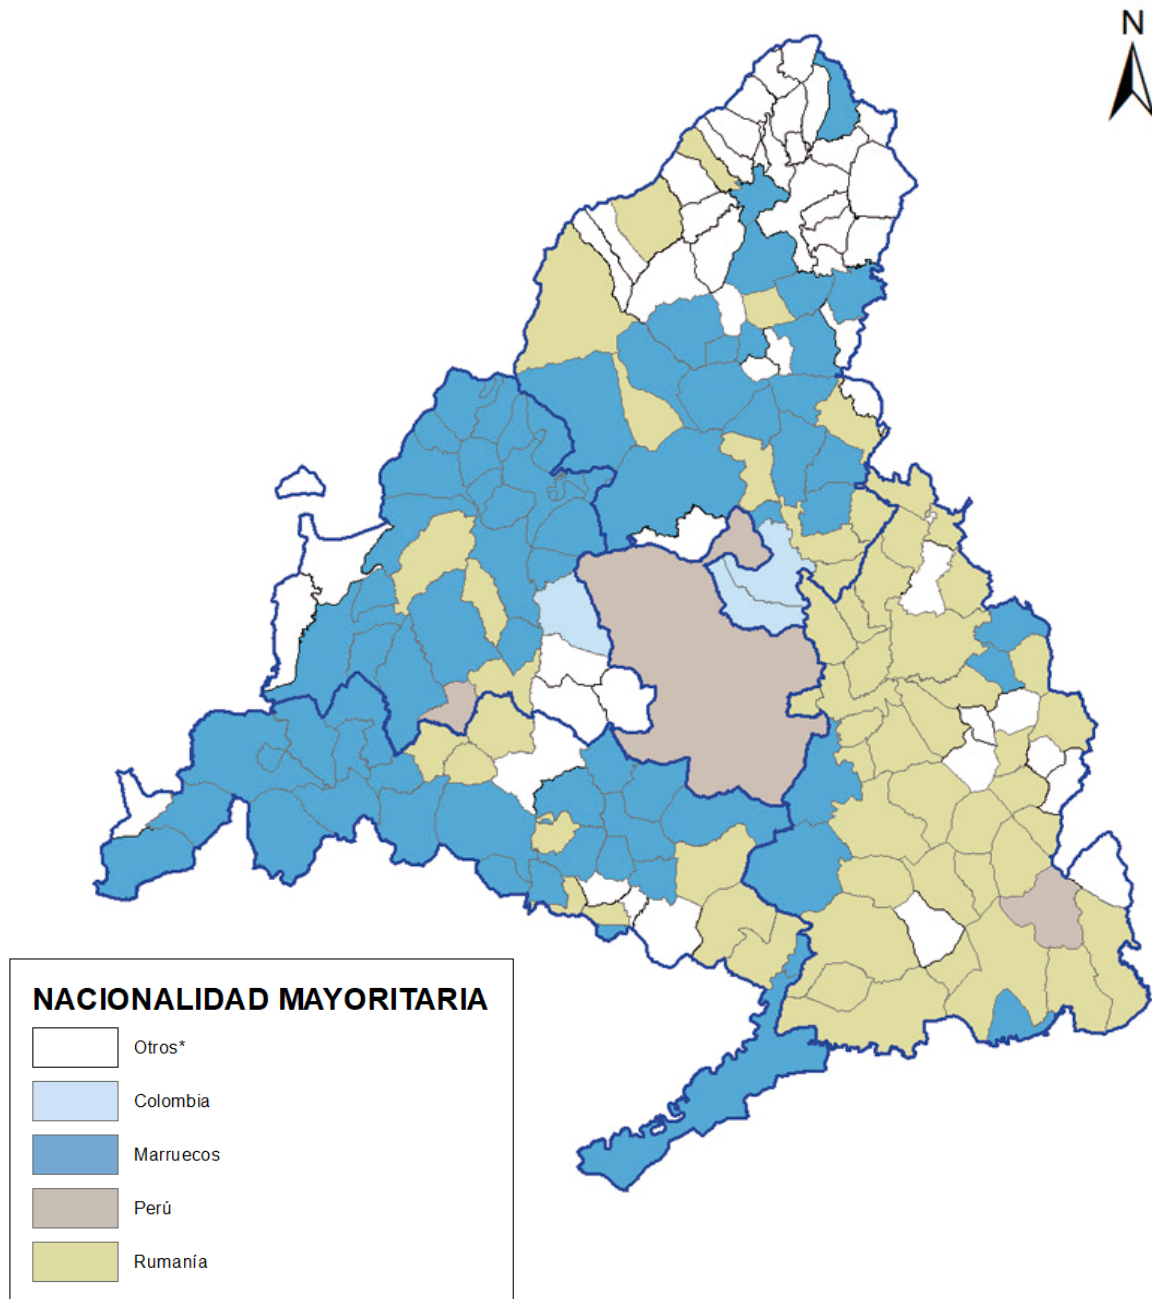 N
NACIONALIDAD MAYORITARIA
Otros*
Colombia
Marruecos
Perú
Rumanía